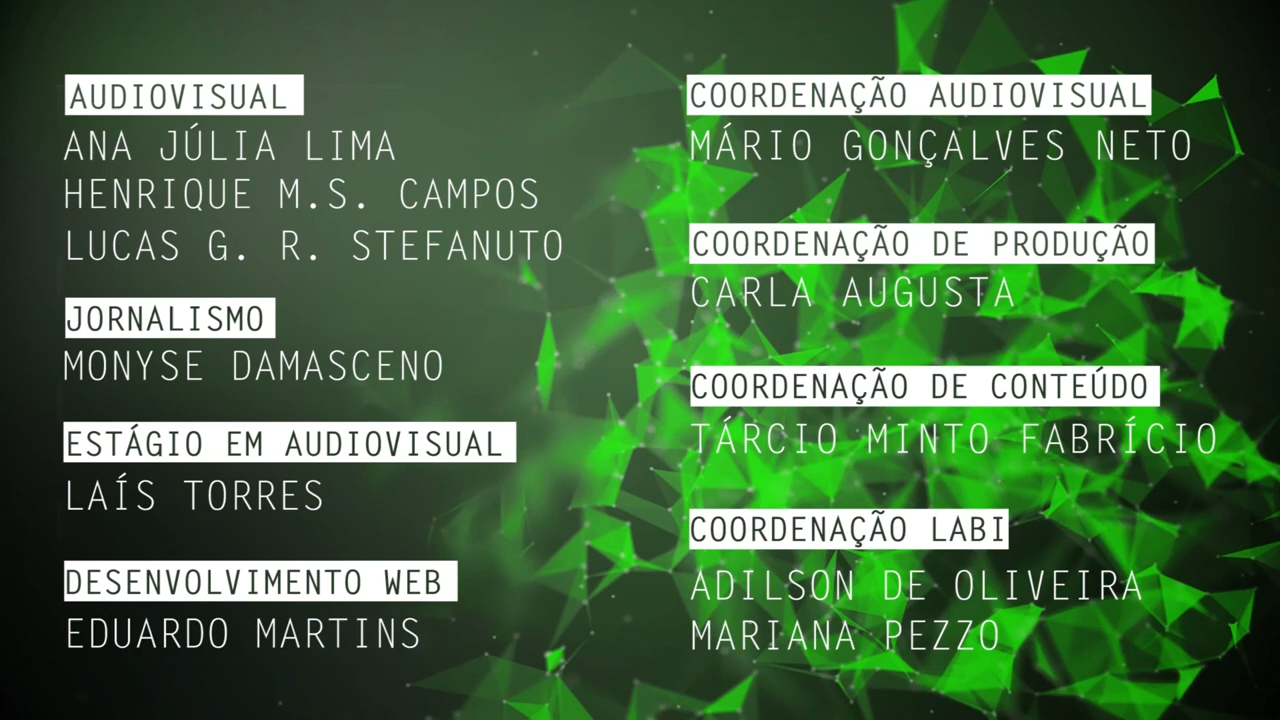 AUDIOVISUAL
ANA JÚLIA LIMA
HENRIQUE M.S. CAMPOS
LUCAS G. R. STEFANUTO
JORNALISMO
MONYSE DAMASCENO
ESTÁGIO EM AUDIOVISUAL
LAÍS TORRES
DESENVOLVIMENTO WEB
EDUARDO MARTINS
COORDENAÇÃO AUDIOVISUAL
MÁRIO GONÇALVES NETO
COORDENAÇÃO DE PRODUÇÃO
CARLA AUGUSTA
COORDENAÇÃO DE CONTEÚDO
TÁRCIO MINTO FABRÍCIO
COORDENAÇÃO LABI
ADILSON DE OLIVEIRA
MARIANA PEZZO